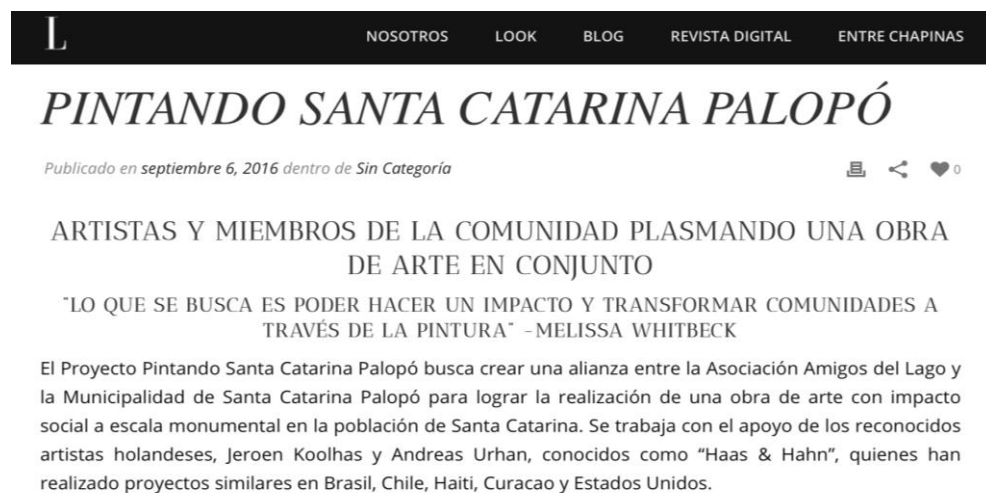 L NOSOTROS LOOK BLOG REVISTA DIGITAL ENTRE CHAPINAS
PINTANDO SANTA CATARINA PALOPÓ
Publicado en septiembre 6, 2016 dentro de Sin Categoría 0
ARTISTAS Y MIEMBROS DE LA COMUNIDAD PLASMANDO UNA OBRA
DE ARTE EN CONJUNTO
"LO QUE SE BUSCA ES PODER HACER UN IMPACTO Y TRANSFORMAR COMUNIDADES A
TRAVÉS DE LA PINTURA" –MELISSA WHITBECK
El Proyecto Pintando Santa Catarina Palopó busca crear una alianza entre la Asociación Amigos del Lago y
la Municipalidad de Santa Catarina Palopó para lograr la realización de una obra de arte con impacto
social a escala monumental en la población de Santa Catarina. Se trabaja con el apoyo de los reconocidos
artistas holandeses, Jeroen Koolhas y Andreas Urhan, conocidos como “Haas & Hahn”, quienes han
realizado proyectos similares en Brasil, Chile, Haiti, Curacao y Estados Unidos.